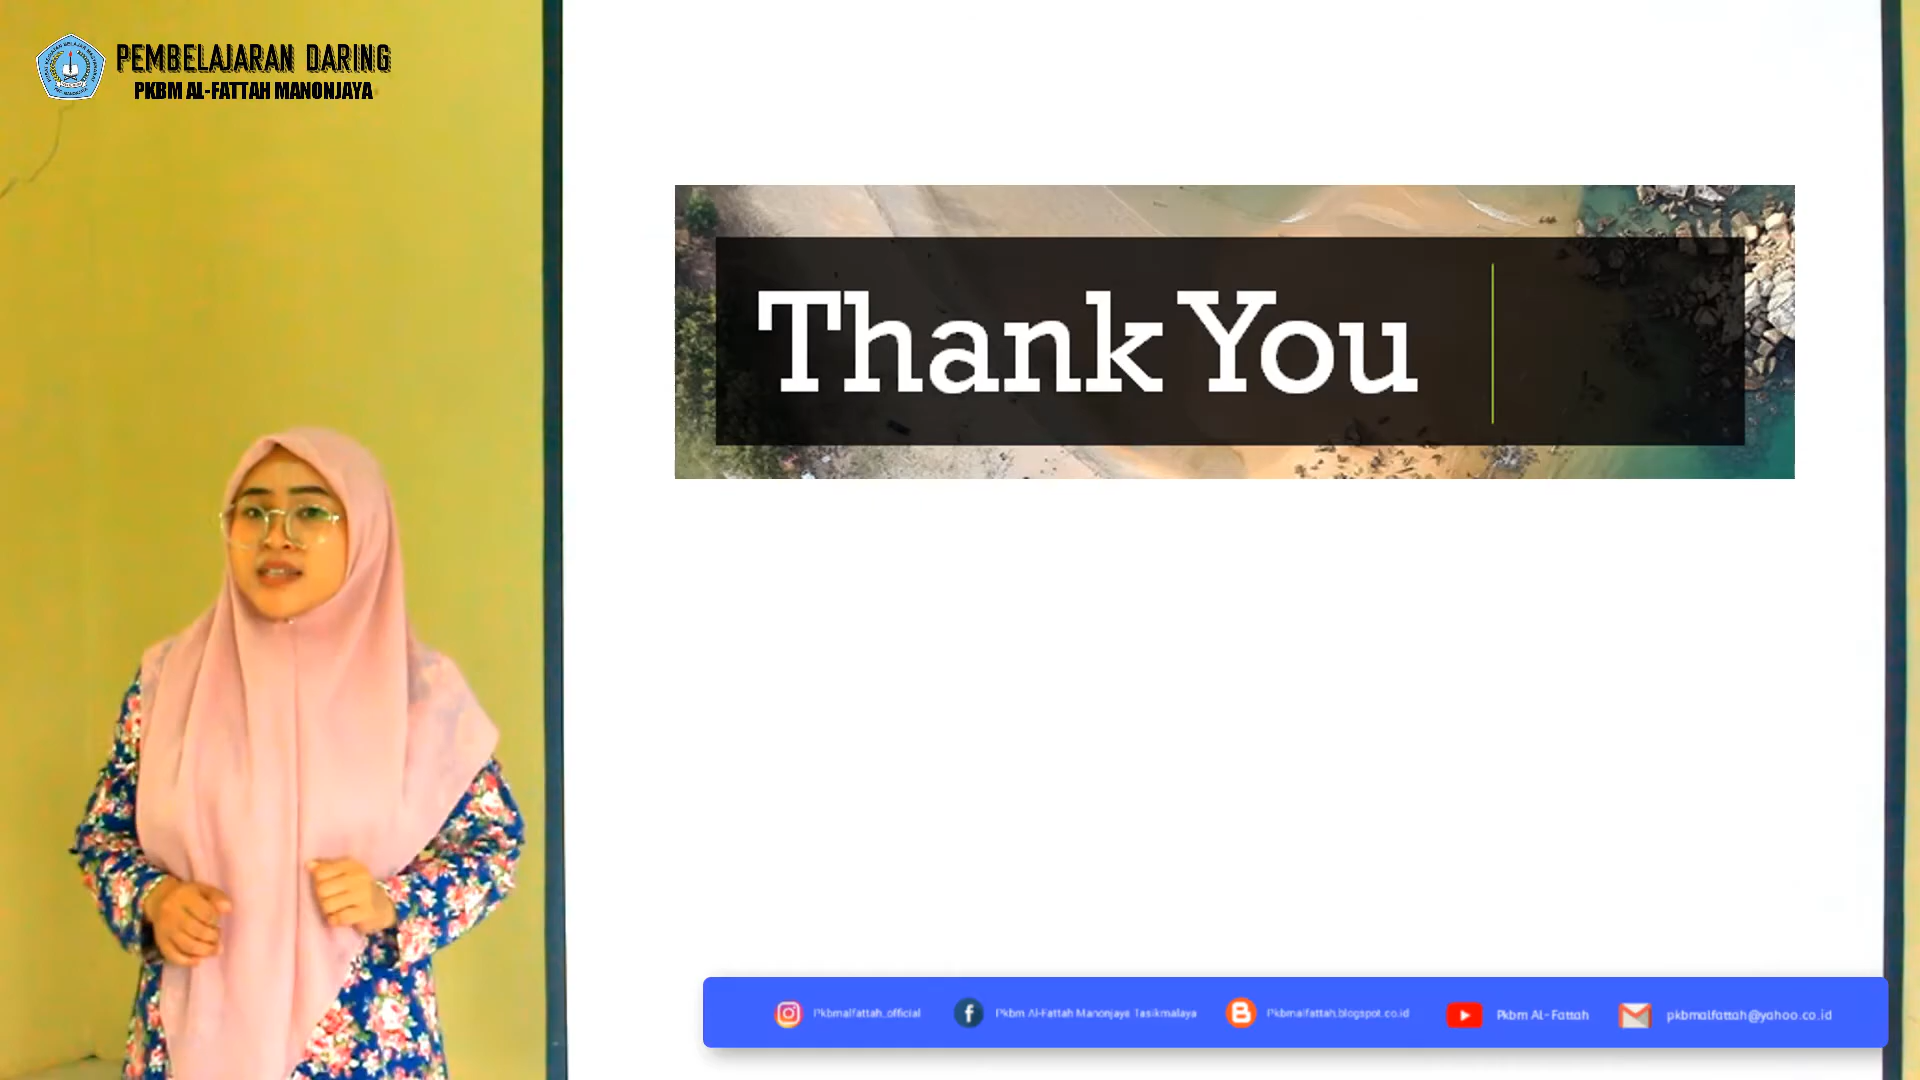 PEMBELAJARAN DARING
PKBM AL-FATTAH MANONJAYA
Thank You
Pkbmalfattah_official
Pkbm Al-Fattah Manonjaya Tasikmalaya
Pkbmalfattah.blogspot.co.id
Pkbm Al-Fattah
pkbmalfattah@yahoo.co.id